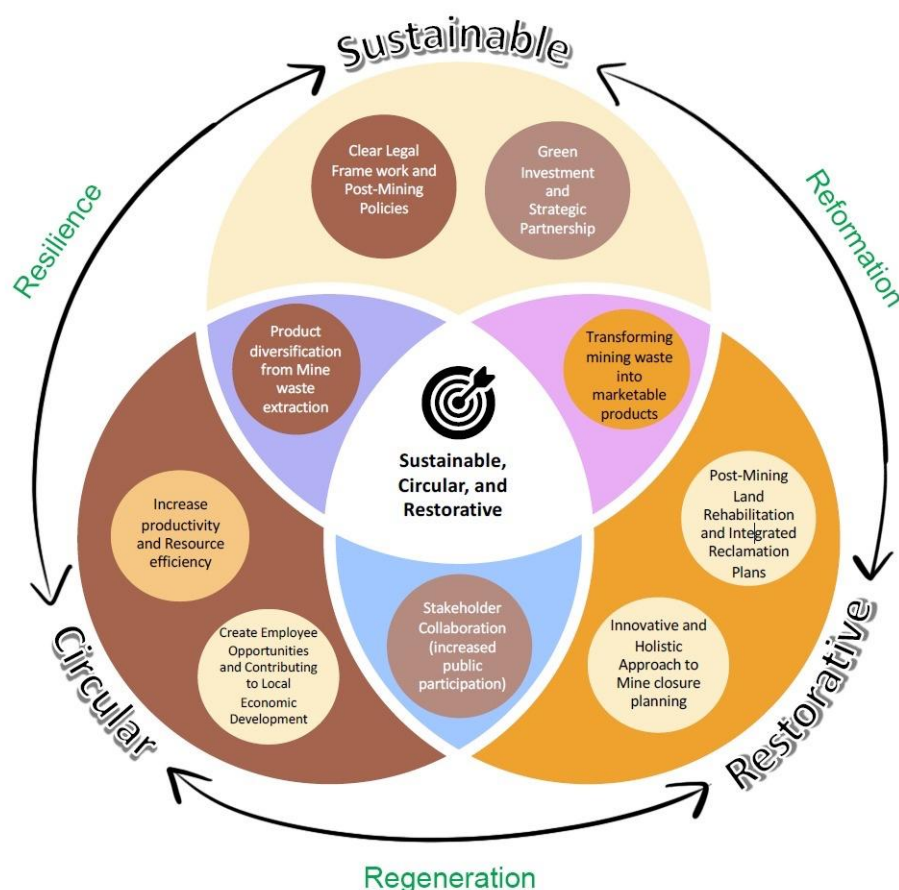 Sustainable
Clear Legal
Frame work and
Post-Mining
Policies
Green
Investment
and
Strategic
Partnership
Resilience
Reformation
Product
diversification
from Mine
waste
extraction
Transforming
mining waste
into
marketable
products
Sustainable,
Circular, and
Restorative
Increase
productivity
and Resource
efficiency
Post-Mining
Land
Rehabilitation
and Integrated
Reclamation
Plans
Create Employee
Opportunities
and Contributing
to Local
Economic
Development
Stakeholder
Collaboration
(increased
public
participation)
Innovative and
Holistic
Approach to
Mine closure
planning
Circular
Restorative
Regeneration